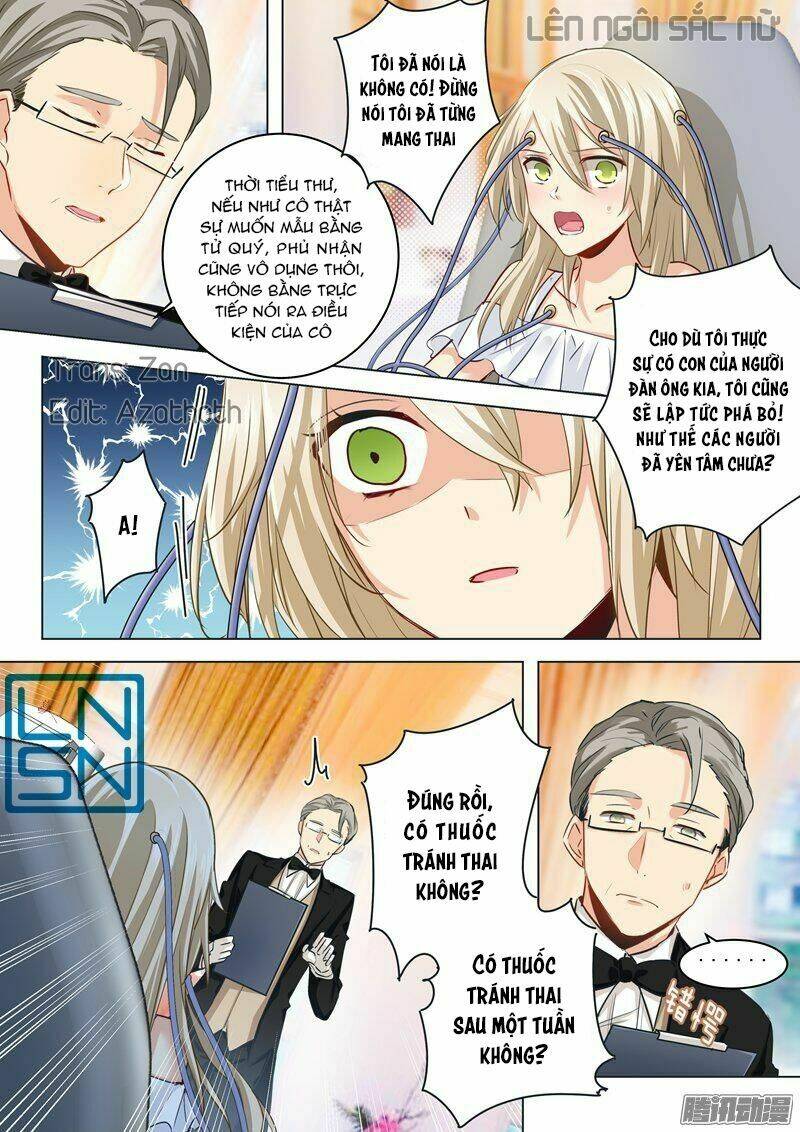 LÊN NGÔI SẮC NỮ
TÔI ĐÃ NÓI LÀ
KHÔNG CÓ! ĐỪNG
NÓI TÔI ĐÃ TỪNG
MANG THAI
THỜI TIỂU THƯ,
NẾU NHƯ CÔ THẬT
SỰ MUỐN MẪU BẰNG
TỬ QUÝ, PHỦ NHẬN
CŨNG VÔ DỤNG THÔI,
KHÔNG BẰNG TRỰC
TIẾP NÓI RA ĐIỀU
KIỆN CỦA CÔ
CHO DÙ TÔI THỰC
SỰ CÓ CON CỦA NGƯỜI
ĐÀN ÔNG KIA, TÔI CŨNG
SẼ LẬP TỨC PHÁ BỎ!
NHƯ THẾ CÁC NGƯỜI
ĐÃ YÊN TÂM CHƯA?
Trans: Zan
Edit: Azathoth
A!
LN
SN
ĐÚNG RỒI,
CÓ THUỐC
TRÁNH THAI
KHÔNG?
CÓ THUỐC
TRÁNH THAI
SAU MỘT TUẦN
KHÔNG?
......
错愕
腾讯动漫